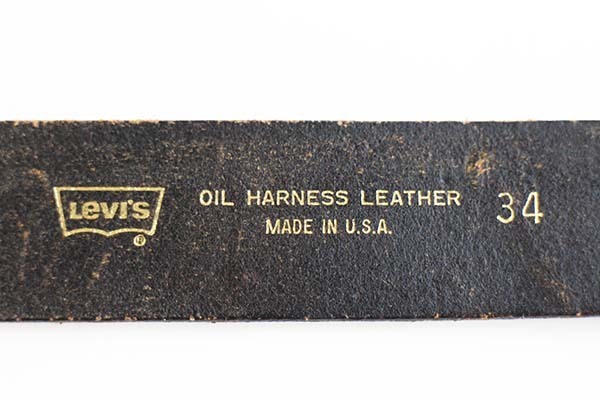 Levi's ®
OIL HARNESS LEATHER
MADE IN U.S.A.
34